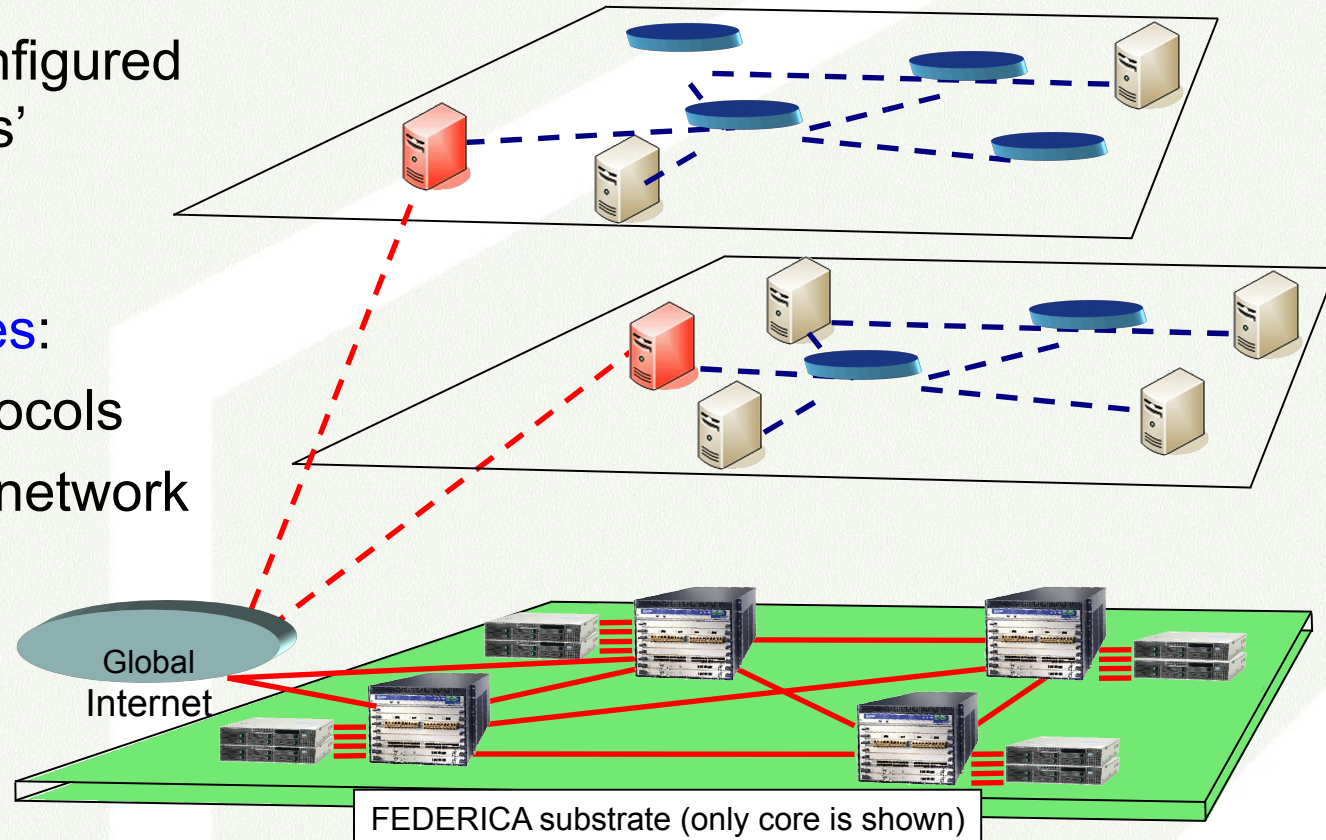 nfigured
s’
es:
ocols
network
Global
Internet
FEDERICA substrate (only core is shown)